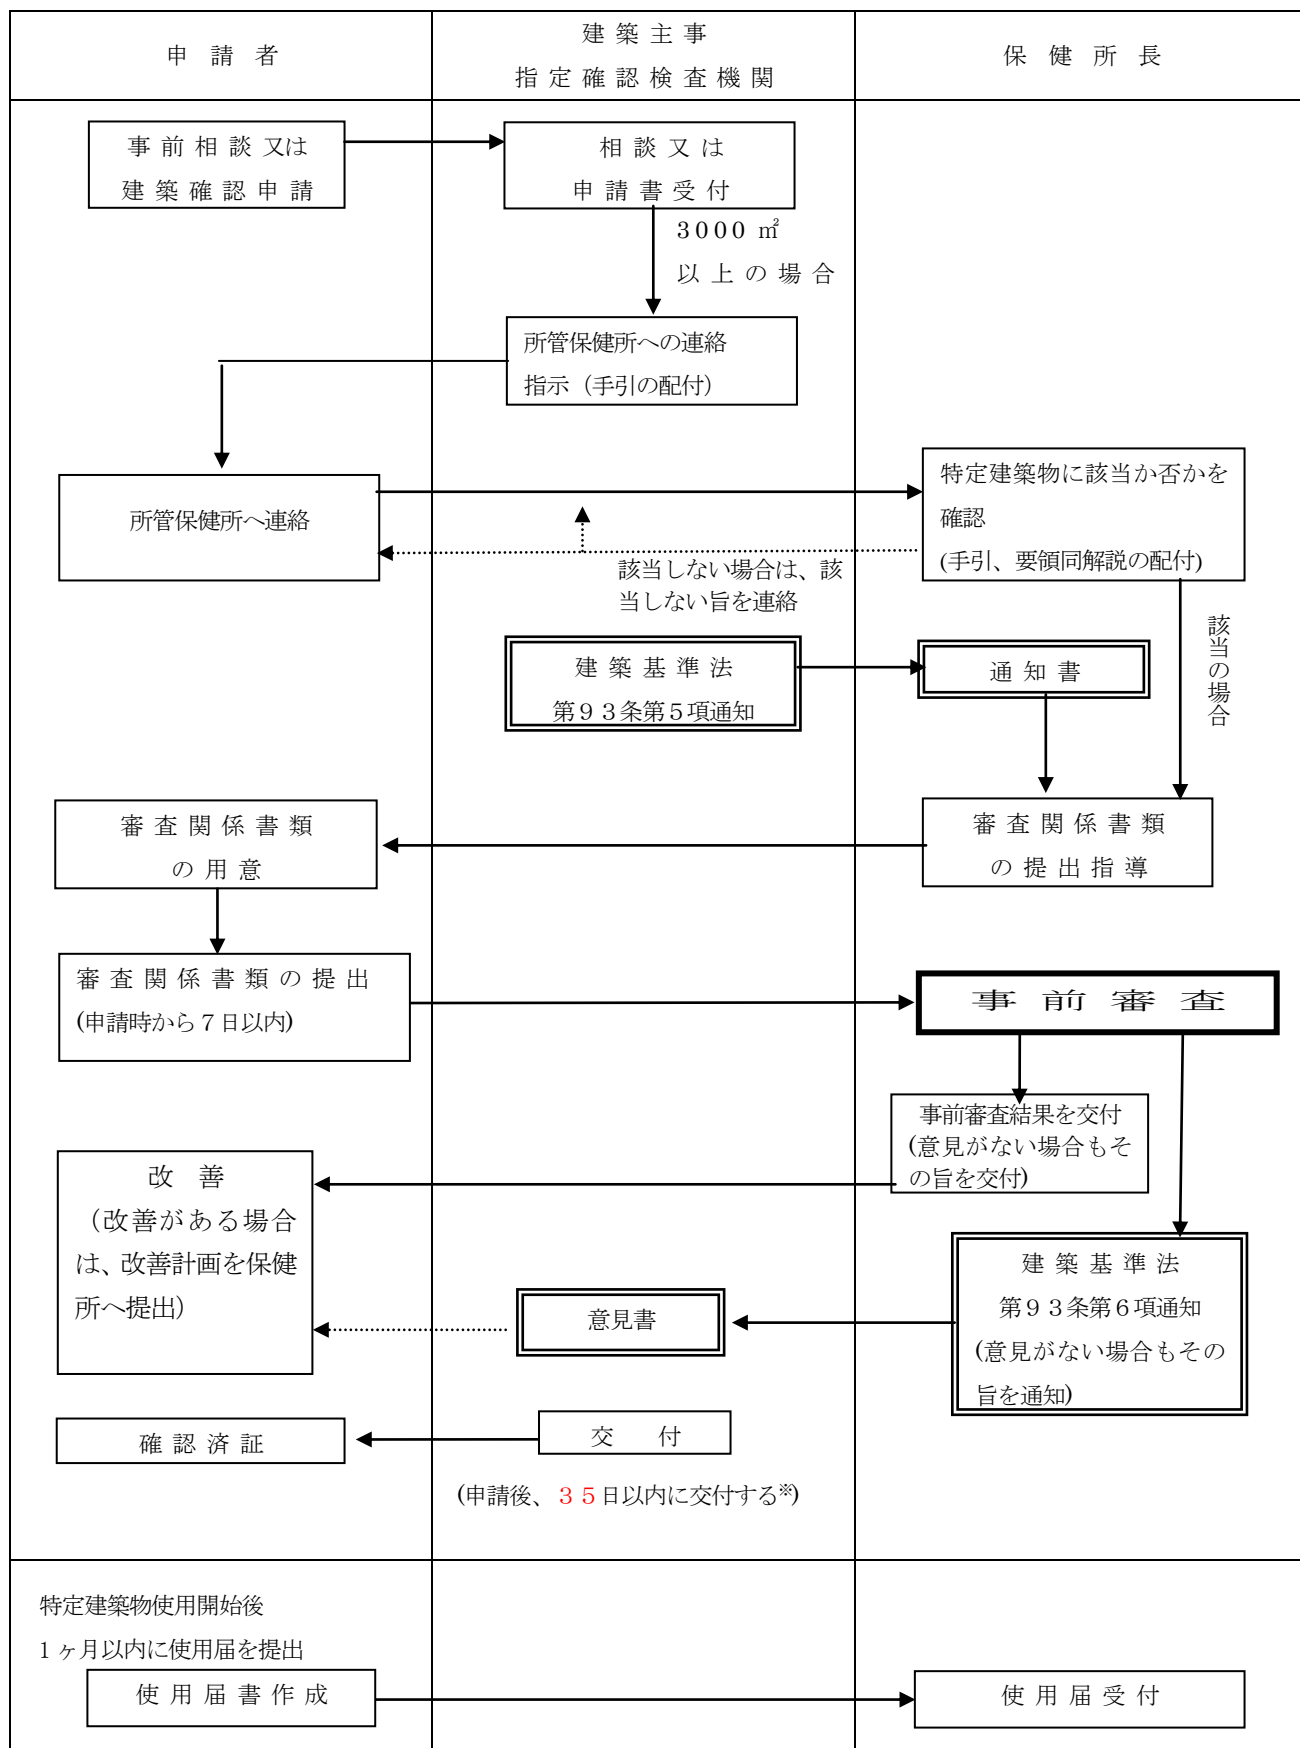 申請者
建築主事
指定確認検査機関
保健所長
事前相談又は
建築確認申請
相談又は
申請書受付
3000 ㎡
以上の場合
所管保健所への連絡
指示（手引の配付）
所管保健所へ連絡
特定建築物に該当か否かを
確認
(手引、要領同解説の配付)
該当しない場合は、該
当しない旨を連絡
該当の場合
建築基準法
第９３条第５項通知
通知書
審査関係書類
の用意
審査関係書類
の提出指導
審査関係書類の提出
(申請時から７日以内)
事前審査
事前審査結果を交付
(意見がない場合もそ
の旨を交付)
改　善
（改善がある場合
は、改善計画を保健
所へ提出）
意見書
建築基準法
第９３条第６項通知
(意見がない場合もその
旨を通知)
確認済証
交　付
(申請後、３５日以内に交付する※)
特定建築物使用開始後
1 ヶ月以内に使用届を提出
使用届書作成
使用届受付